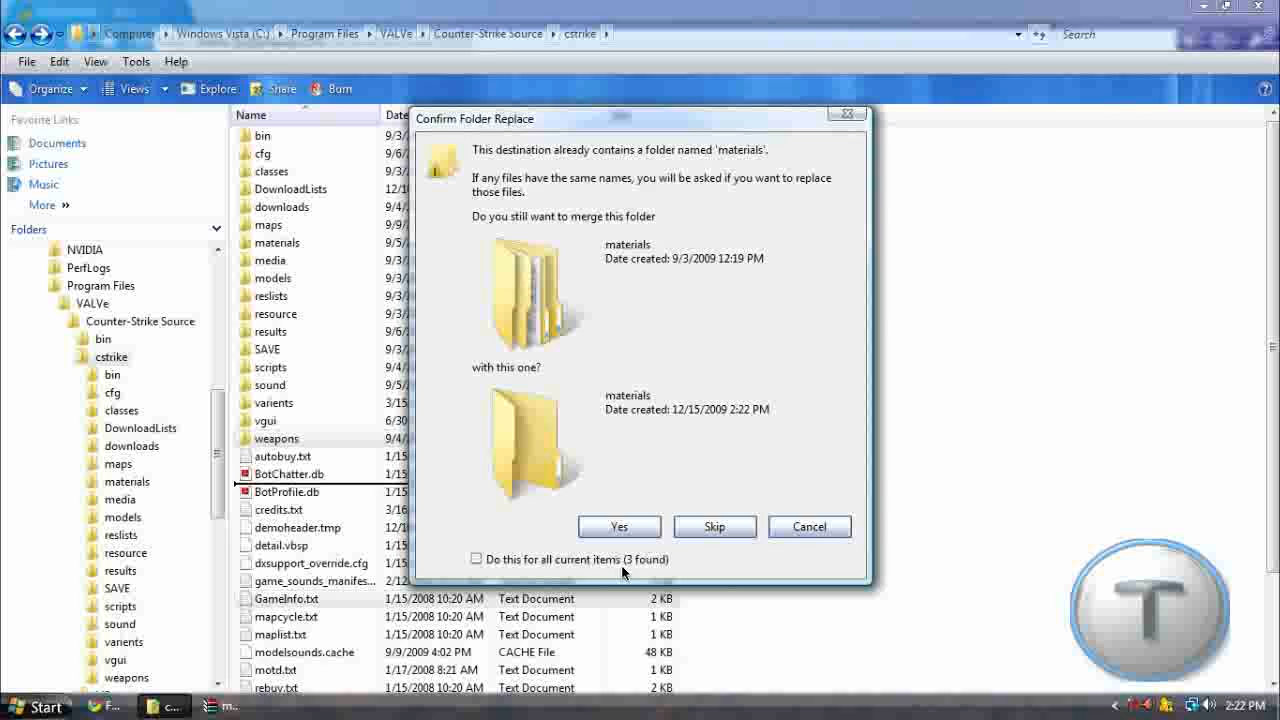 Computer Windows Vista (C:) Program Files VALVe Counter-Strike Source cstrike Search
File Edit View Tools Help
Organize Views Explore Share Burn
Favorite Links
Documents
Pictures
Music
More »
Folders
NVIDIA
PerfLogs
Program Files
VALVe
Counter-Strike Source
bin
cstrike
bin
cfg
classes
DownloadLists
downloads
maps
materials
media
models
reslists
resource
results
SAVE
scripts
sound
varients
vgui
weapons
Name Date
bin 9/3/
cfg 9/6/
classes 9/3/
DownloadLists 12/1
downloads 9/4/
maps 9/9/
materials 9/5/
media 9/3/
models 9/3/
reslists 9/3/
resource 9/3/
results 9/6/
SAVE 9/3/
scripts 9/4/
sound 9/5/
varients 3/15
vgui 6/30
weapons 9/4/
autobuy.txt 1/15
BotChatter.db 1/15
BotProfile.db 1/15
credits.txt 3/16
demoheader.tmp 12/1
detail.vbsp 1/15
dxsupport_override.cfg 1/15
game_sounds_manifes... 2/12
GameInfo.txt 1/15/2008 10:20 AM Text Document 2 KB
mapcycle.txt 1/15/2008 10:20 AM Text Document 1 KB
maplist.txt 1/15/2008 10:20 AM Text Document 1 KB
modelsounds.cache 9/9/2009 4:02 PM CACHE File 48 KB
motd.txt 1/17/2008 8:21 AM Text Document 1 KB
rebuy.txt 1/15/2008 10:20 AM Text Document 2 KB
Confirm Folder Replace
This destination already contains a folder named 'materials'.
If any files have the same names, you will be asked if you want to replace
those files.
Do you still want to merge this folder
materials
Date created: 9/3/2009 12:19 PM
with this one?
materials
Date created: 12/15/2009 2:22 PM
Yes Skip Cancel
Do this for all current items (3 found)
T
Start F... c... m... 2:22 PM